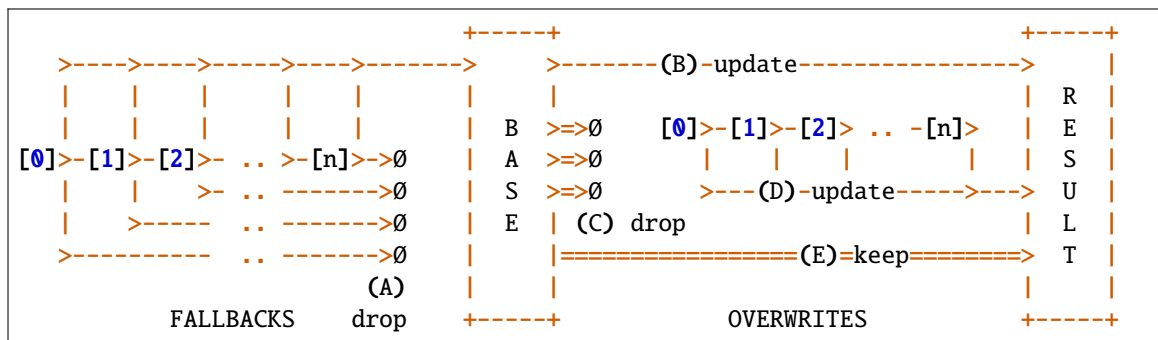 +-----+                                       +-----+
    >----->----->------>----->------->      >-------(B)-update----------------->      |
    |     |     |      |     |        |      |                                      |  R  |
    |     |     |      |     |        |  B  >=>Ø     [0]>-[1]>-[2]> .. -[n]>         |  E  |
[0]>-[1]>-[2]>- .. >-[n]>->Ø        |  A  >=>Ø         |    |    |        |         |  S  |
              >- .. ------->Ø        |  S  >=>Ø         >---(D)-update----->--->  U  |
    |     >----- .. ------->Ø        |  E  | (C) drop                               |  L  |
    >---------- .. ------->Ø        |      |=================(E)=keep========>  T  |
                          (A)        |      |                                      |      |
          FALLBACKS    drop    +-----+            OVERWRITES            +-----+